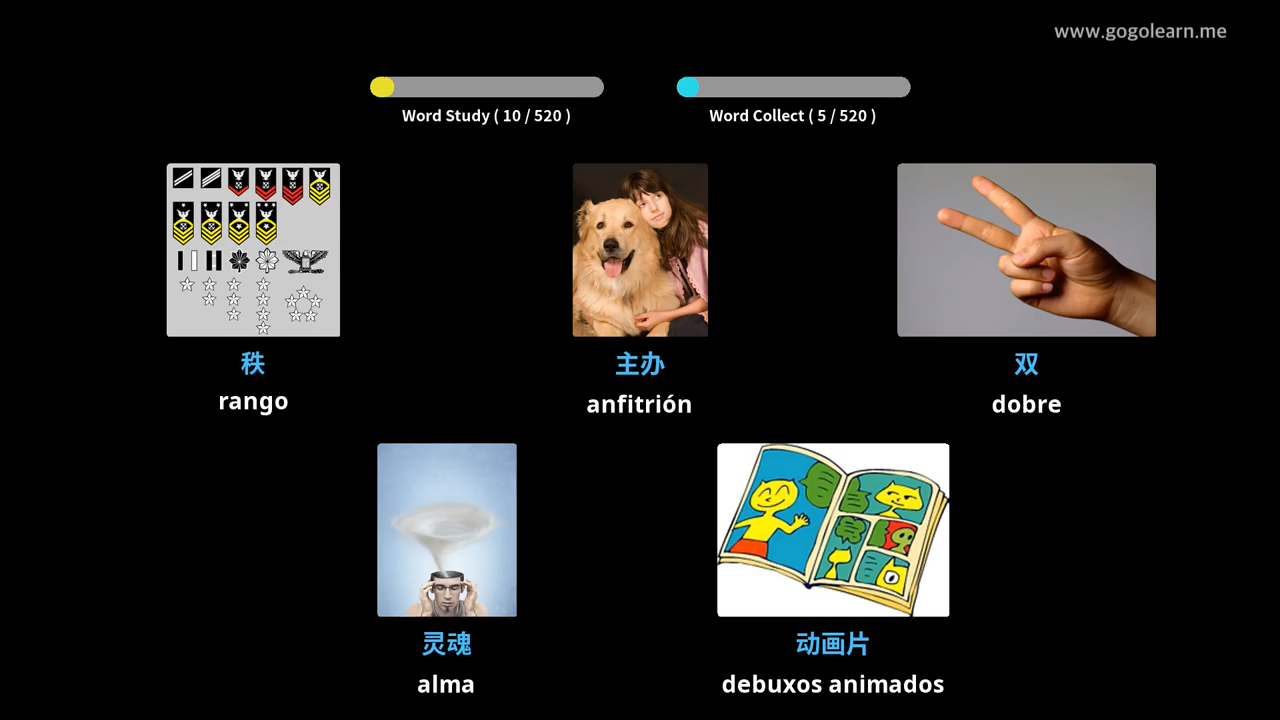 www.gogolearn.me
Word Study ( 10 / 520 )
Word Collect ( 5 / 520 )
秩
rango
主办
anfitrión
双
dobre
灵魂
alma
动画片
debuxos animados